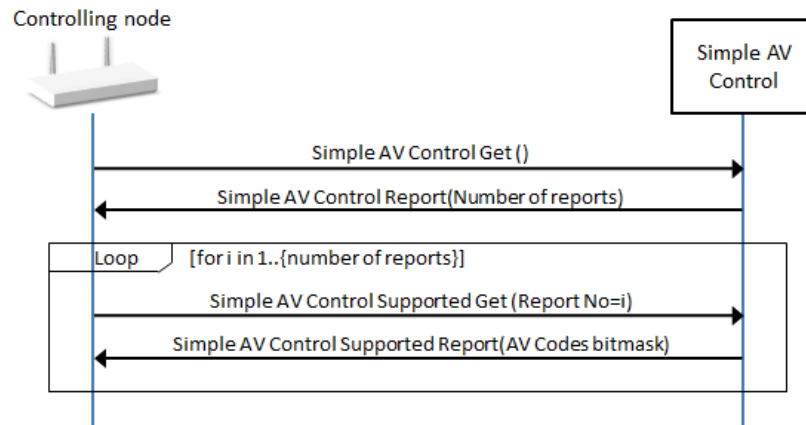 Controlling node
Simple AV
Control
Simple AV Control Get ()
Simple AV Control Report(Number of reports)
Loop [for i in 1..{number of reports}]
Simple AV Control Supported Get (Report No=i)
Simple AV Control Supported Report(AV Codes bitmask)